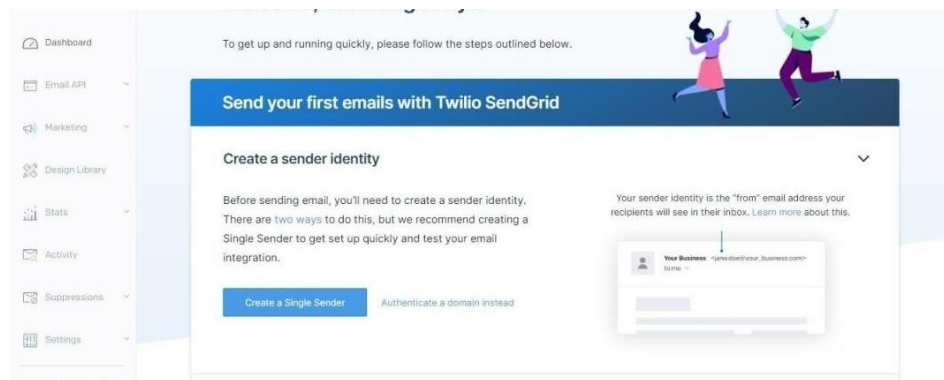 Dashboard
Email API
Marketing
Design Library
Stats
Activity
Suppressions
Settings
To get up and running quickly, please follow the steps outlined below.
Send your first emails with Twilio SendGrid
Create a sender identity
Before sending email, you'll need to create a sender identity.
There are two ways to do this, but we recommend creating a
Single Sender to get set up quickly and test your email
integration.
Create a Single Sender
Authenticate a domain instead
Your sender identity is the "from" email address your
recipients will see in their inbox. Learn more about this.
Your Business <jane.doe@your_business.com>
to me